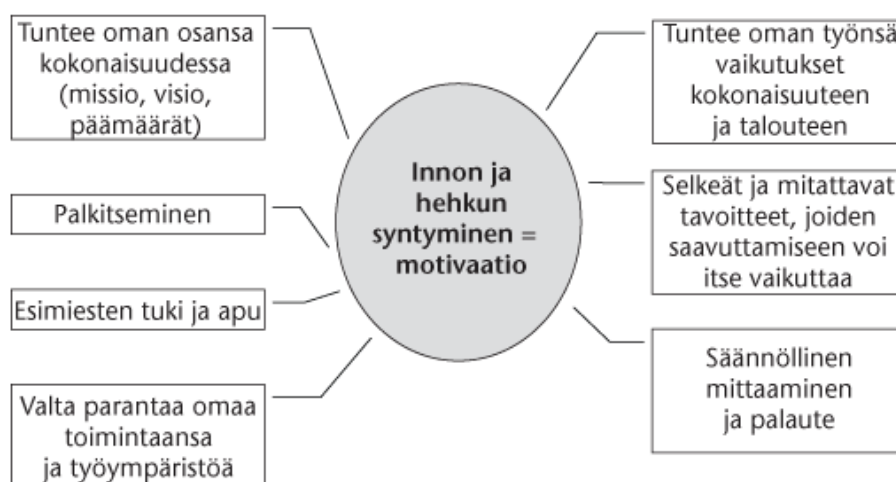 Tuntee oman osansa
kokonaisuudessa
(missio, visio,
päämäärät)
Palkitseminen
Esimiesten tuki ja apu
Valta parantaa omaa
toimintaansa
ja työympäristöä
Innon ja
hehkun
syntyminen =
motivaatio
Tuntee oman työnsä
vaikutukset
kokonaisuuteen
ja talouteen
Selkeät ja mitattavat
tavoitteet, joiden
saavuttamiseen voi
itse vaikuttaa
Säännöllinen
mittaaminen
ja palaute